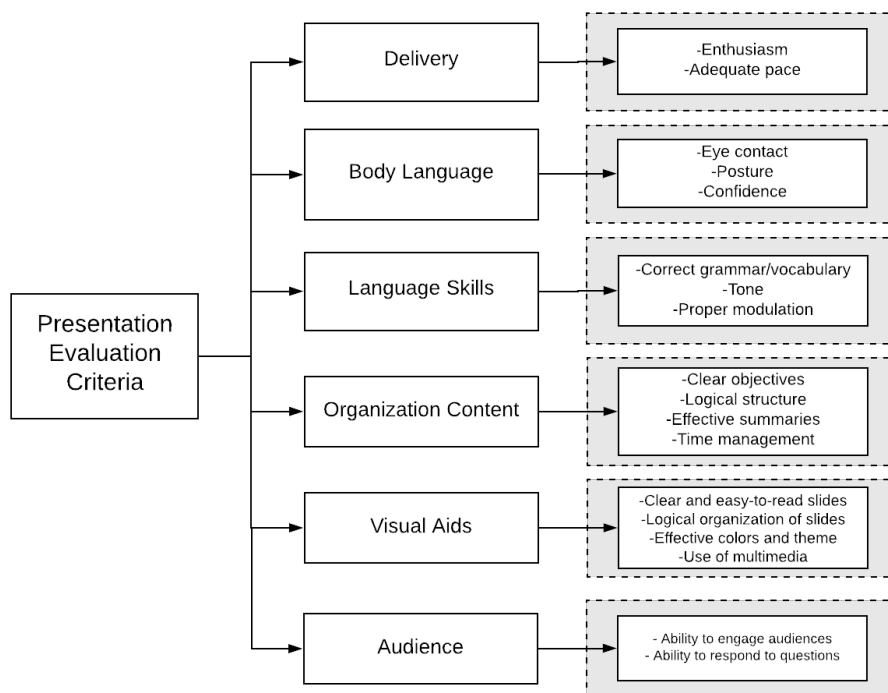 Presentation
Evaluation
Criteria
Delivery
-Enthusiasm
-Adequate pace
Body Language
-Eye contact
-Posture
-Confidence
Language Skills
-Correct grammar/vocabulary
-Tone
-Proper modulation
Organization Content
-Clear objectives
-Logical structure
-Effective summaries
-Time management
Visual Aids
-Clear and easy-to-read slides
-Logical organization of slides
-Effective colors and theme
-Use of multimedia
Audience
- Ability to engage audiences
- Ability to respond to questions